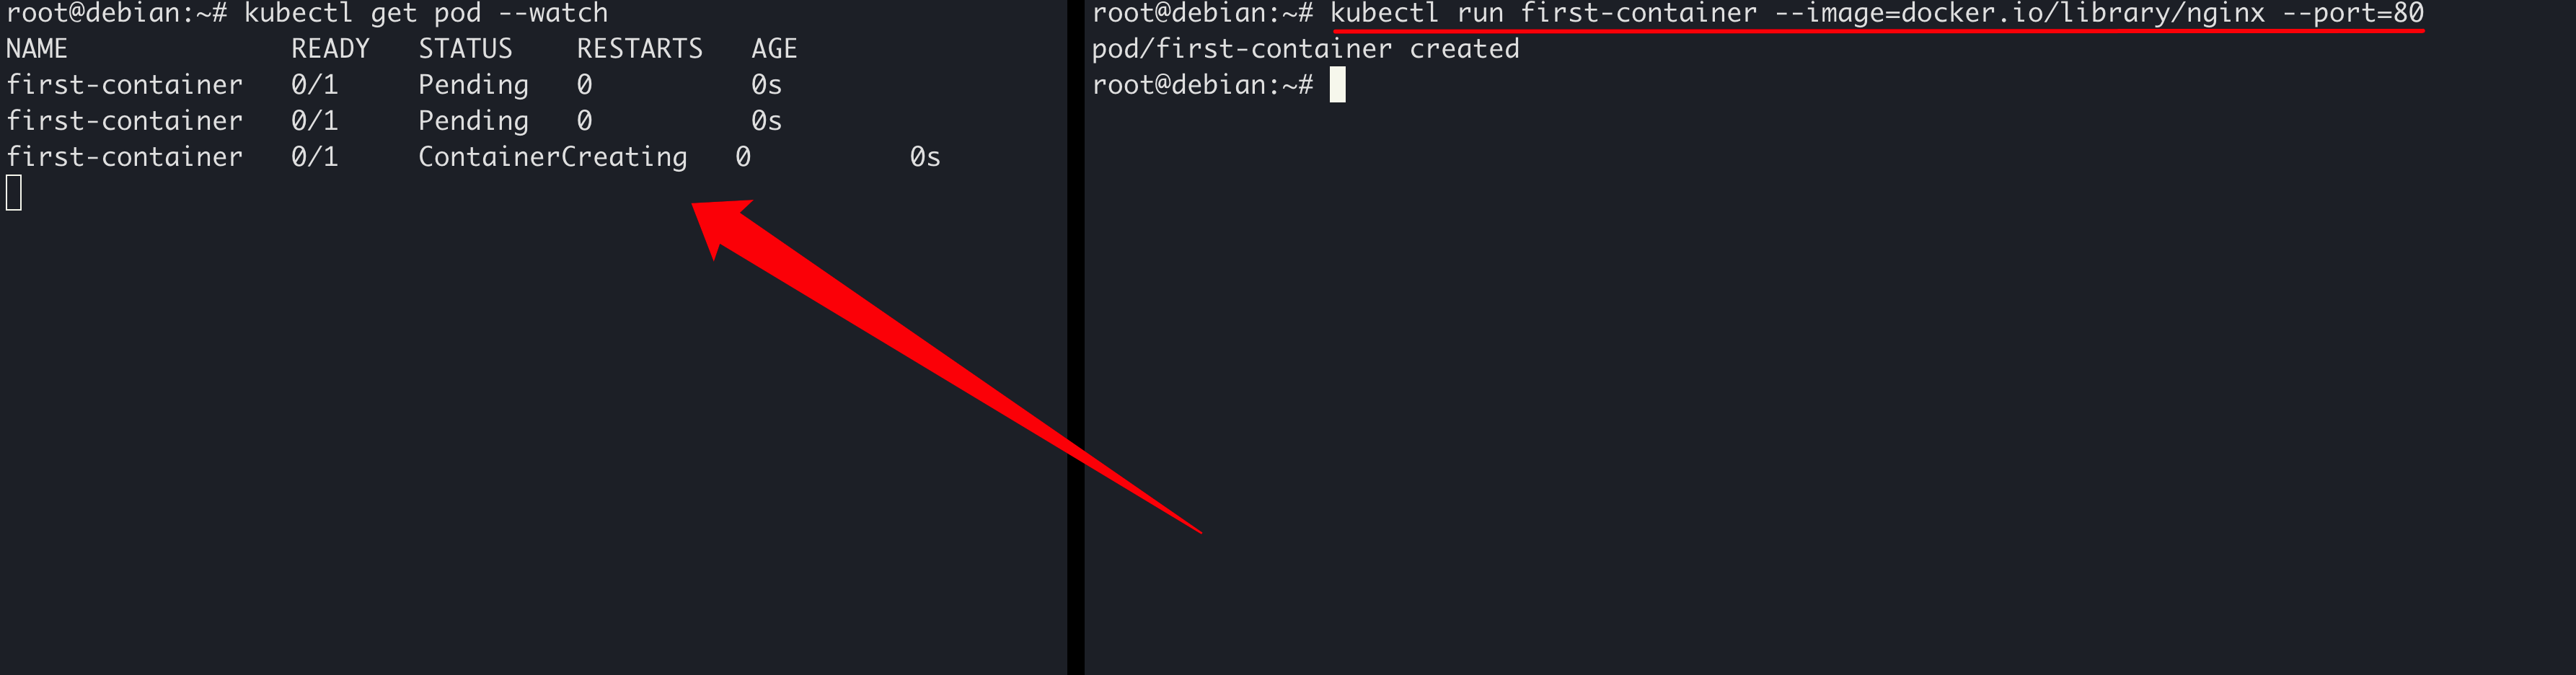 root@debian:~# kubectl get pod --watch
NAME READY STATUS RESTARTS AGE
first-container 0/1 Pending 0 0s
first-container 0/1 Pending 0 0s
first-container 0/1 ContainerCreating 0 0s
root@debian:~# kubectl run first-container --image=docker.io/library/nginx --port=80
pod/first-container created
root@debian:~#